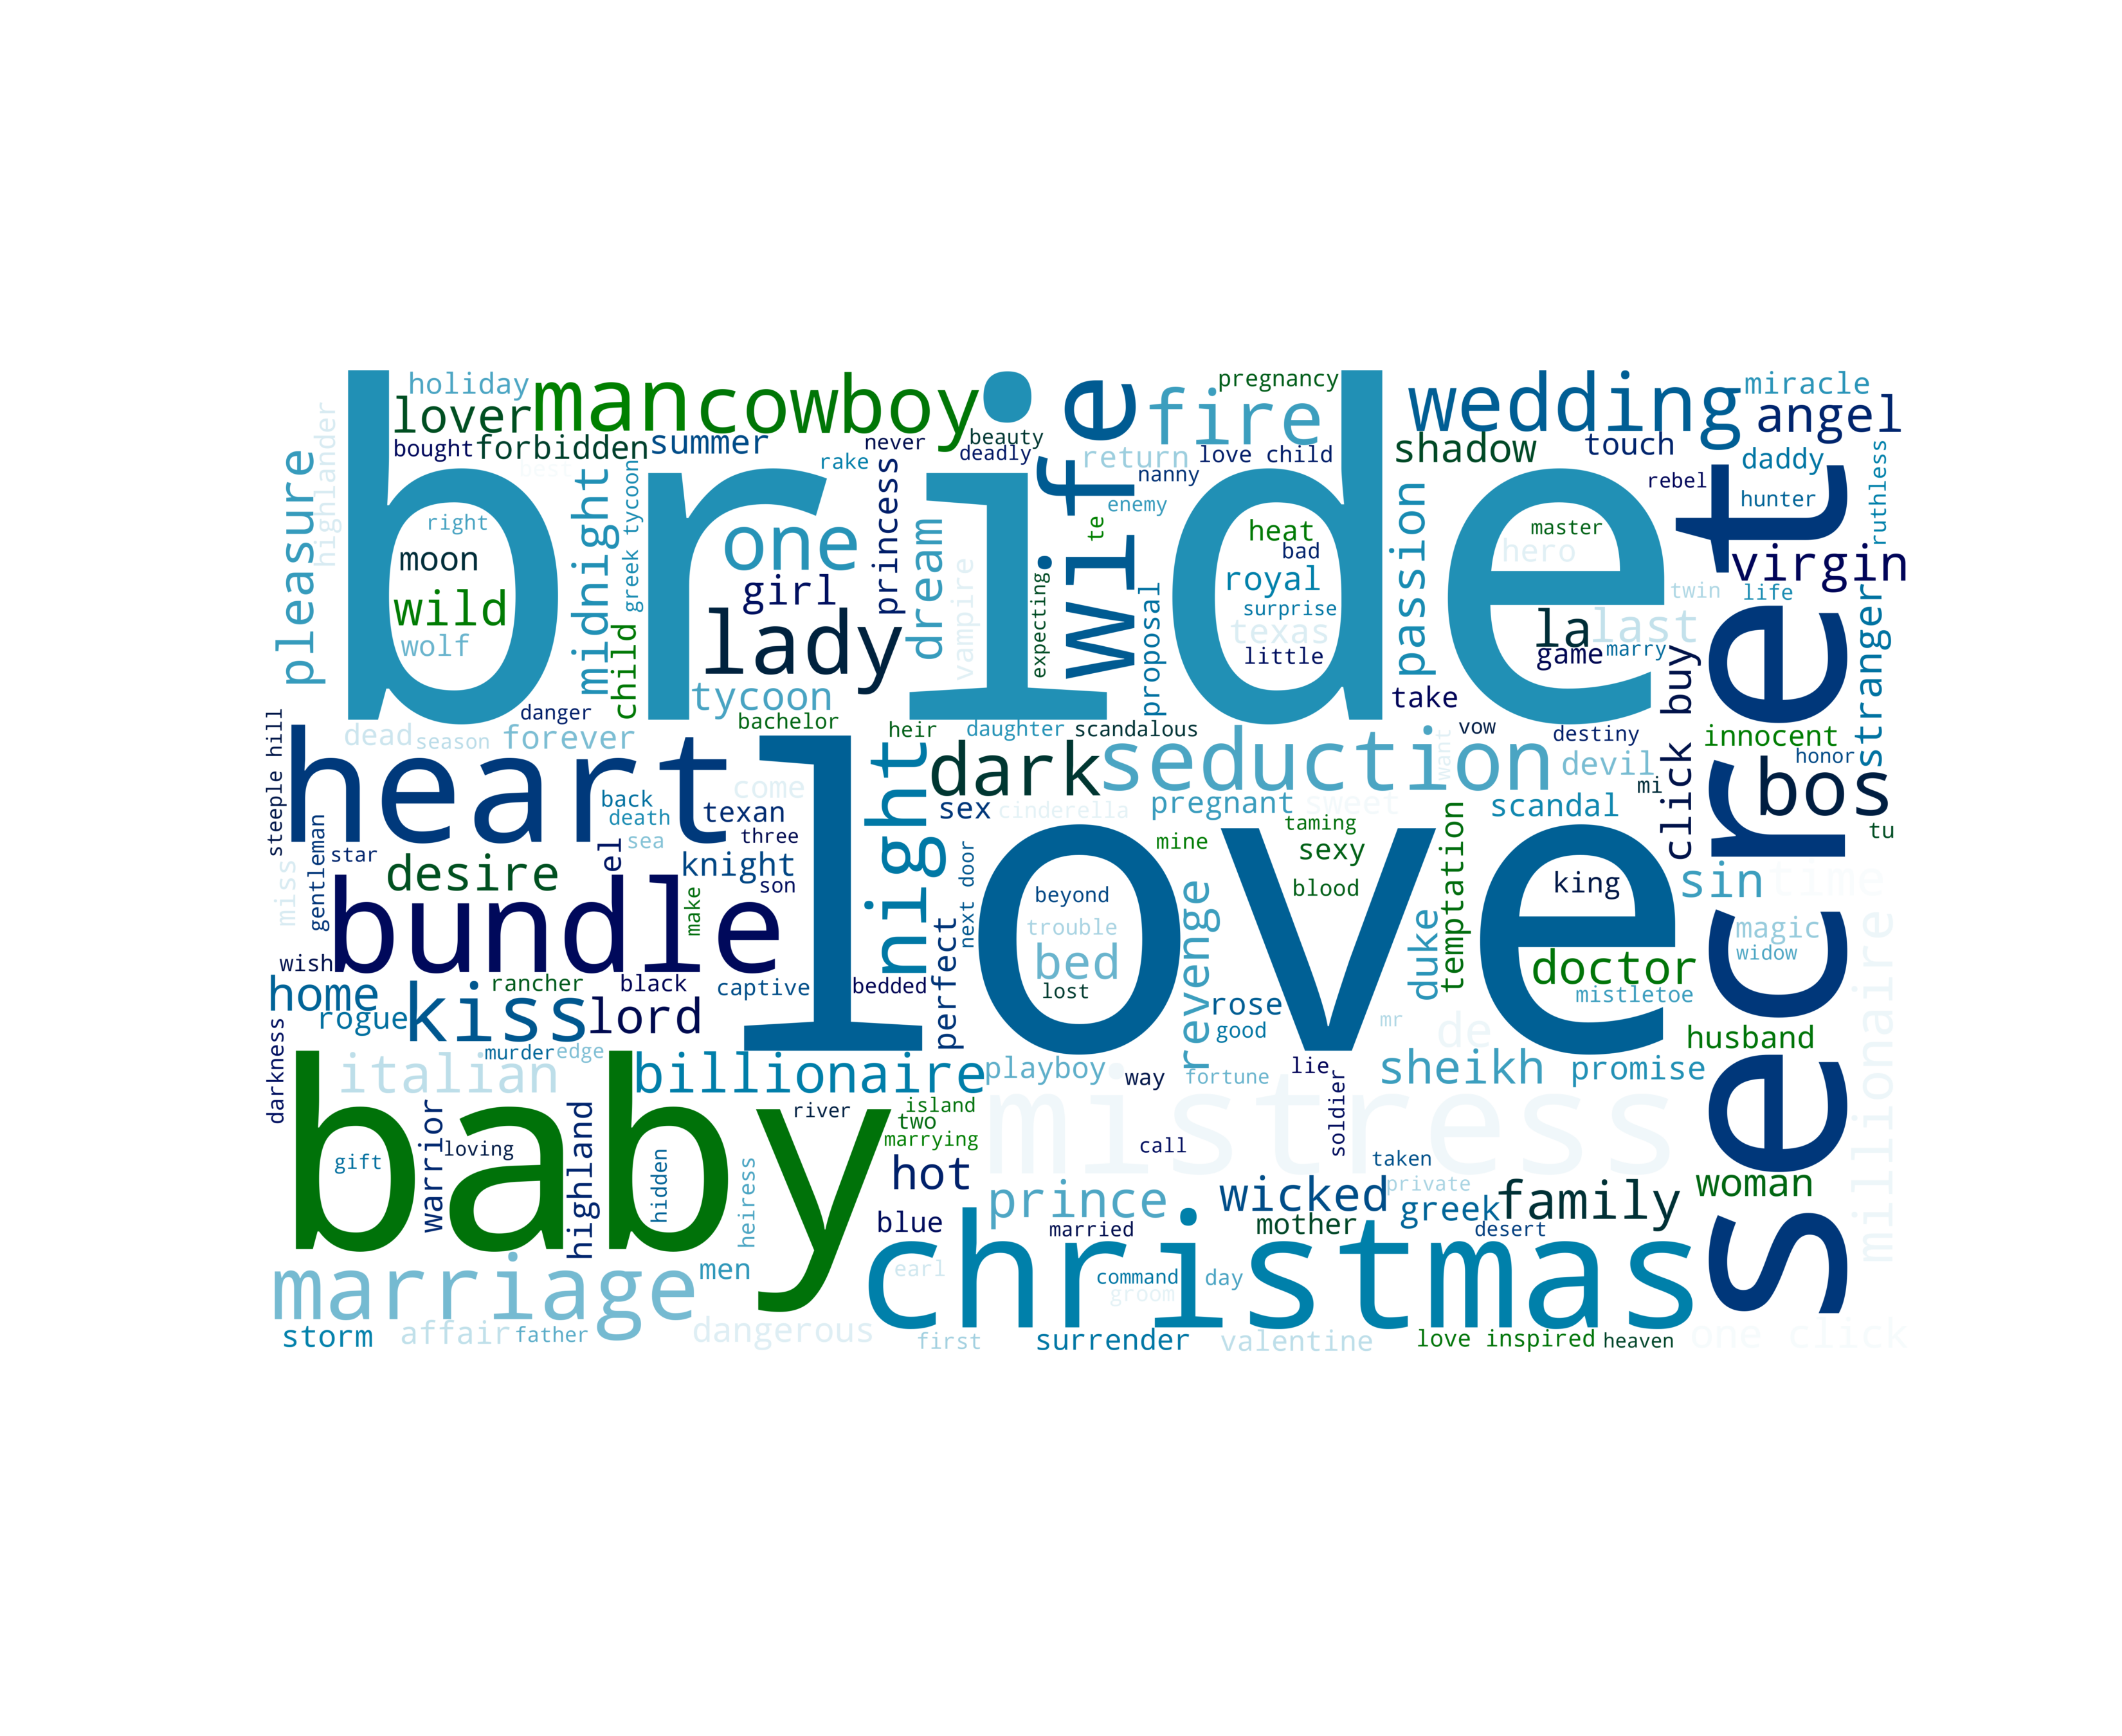 holiday
lover
man
cowboy
bride
wife
fire
pregnancy
wedding
miracle
angel
bought
forbidden
summer
never
beauty
deadly
rake
return
love child
nanny
enemy
shadow
touch
daddy
rebel
hunter
ruthless
pleasure
highlander
best
right
moon
wild
wolf
midnight
greek tycoon
child
one
girl
lady
tycoon
princess
dream
vampire
te
expecting
proposal
heat
bad
royal
surprise
texas
little
passion
master
hero
la
last
game
marry
twin
life
virgin
stranger
secret
click buy
take
danger
bachelor
heir
daughter
scandalous
vow
destiny
innocent
honor
dead
season
forever
steeple hill
heart
night
dark
seduction
want
devil
mi
bos
tu
come
back
death
sea
texan
three
sex
cinderella
pregnant
sweet
scandal
miss
gentleman
star
desire
el
knight
son
make
bundle
love
next door
perfect
mine
taming
sexy
blood
temptation
king
sin
time
beyond
trouble
bed
lost
revenge
duke
doctor
mistletoe
magic
widow
millionaire
wish
home
rogue
kiss
rancher
black
lord
captive
bedded
rose
good
mr
de
husband
darkness
murder
edge
italian
billionaire
playboy
way
fortune
lie
soldier
sheikh
promise
baby
river
island
two
marrying
mistress
call
taken
private
gift
warrior
loving
highland
hidden
heiress
hot
blue
prince
married
wicked
mother
greek
desert
family
woman
marriage
men
earl
christmas
command
groom
day
storm
affair
father
dangerous
first
surrender
valentine
love inspired
heaven
one click